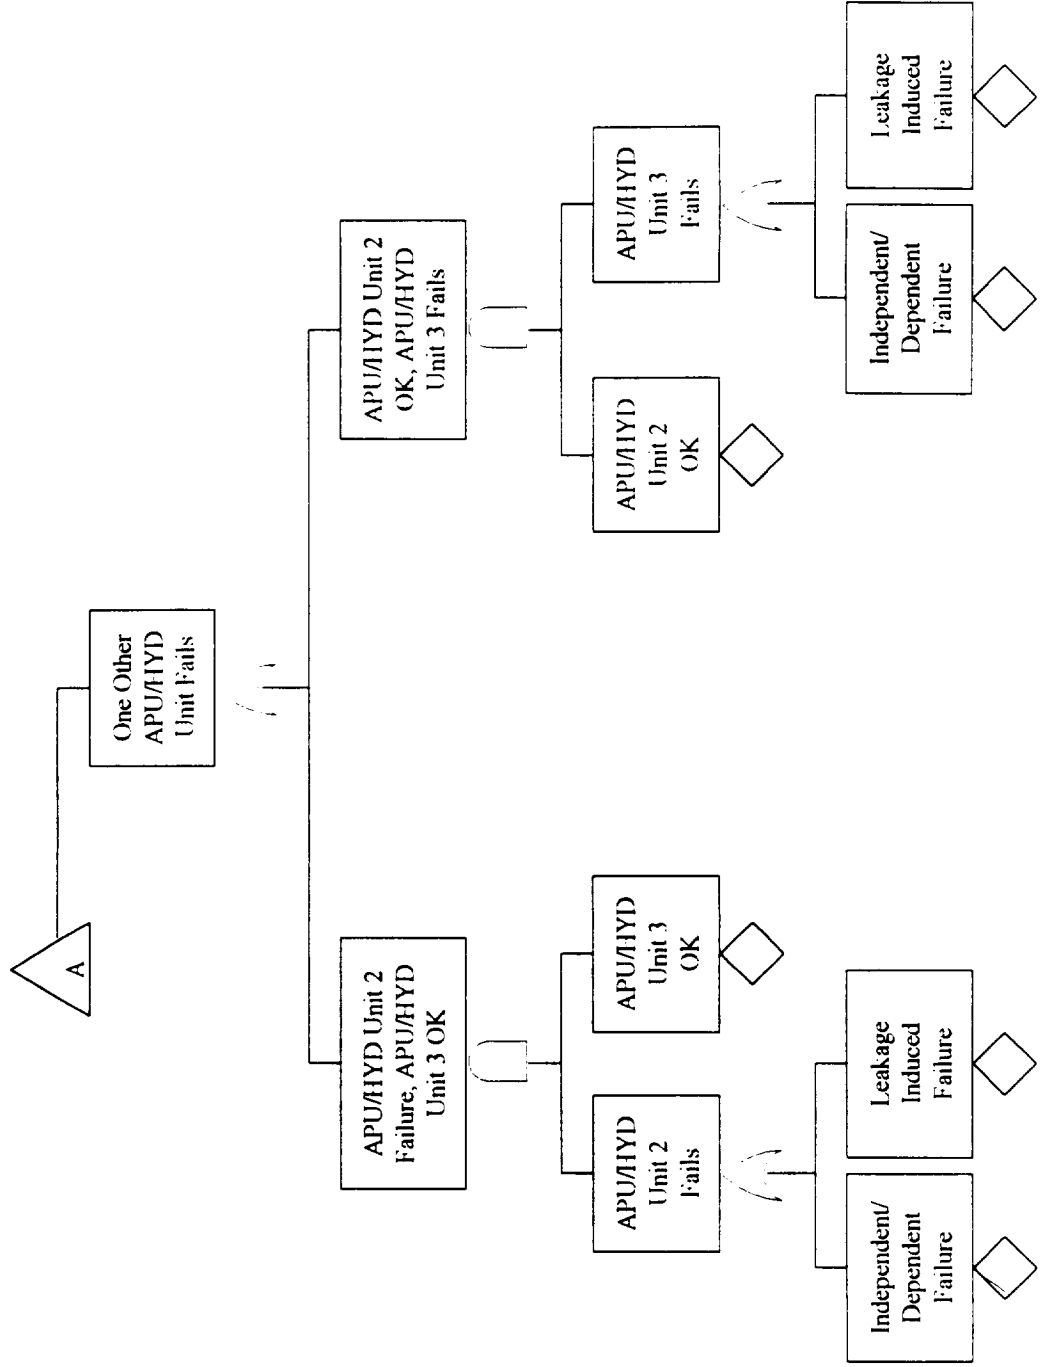 A
One Other
APU/HYD
Unit Fails
APU/HYD Unit 2
Failure, APU/HYD
Unit 3 OK
APU/HYD Unit 2
OK, APU/HYD
Unit 3 Fails
APU/HYD
Unit 2
Fails
APU/HYD
Unit 3
OK
APU/HYD
Unit 2
OK
APU/HYD
Unit 3
Fails
Independent/
Dependent
Failure
Leakage
Induced
Failure
Independent/
Dependent
Failure
Leakage
Induced
Failure